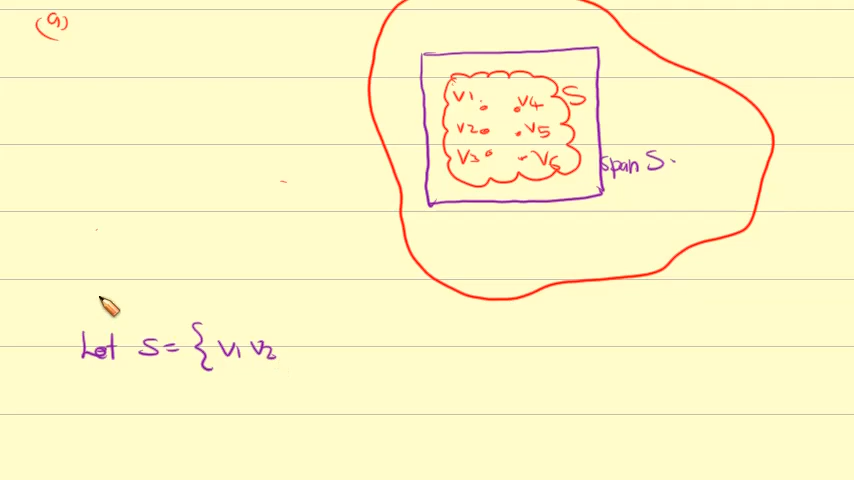 (a)
v1 v4 S
v2 v5
v3 v6 span S.
Let S = { v1 v2